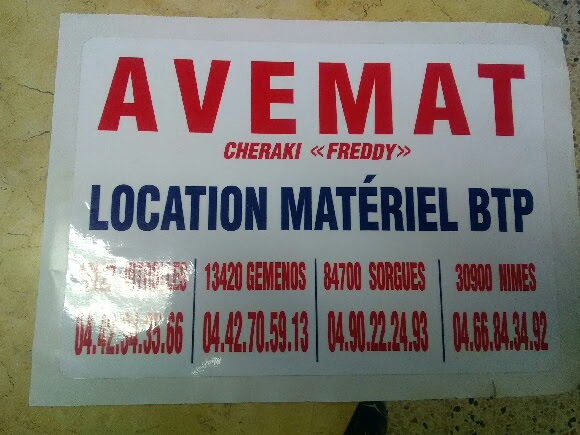 AVEMAT
CHERAKI «FREDDY»
LOCATION MATÉRIEL BTP
13420 GEMENOS 84700 SORGUES 30900 NIMES
04.42.70.59.13 04.90.22.24.93 04.66.84.34.92